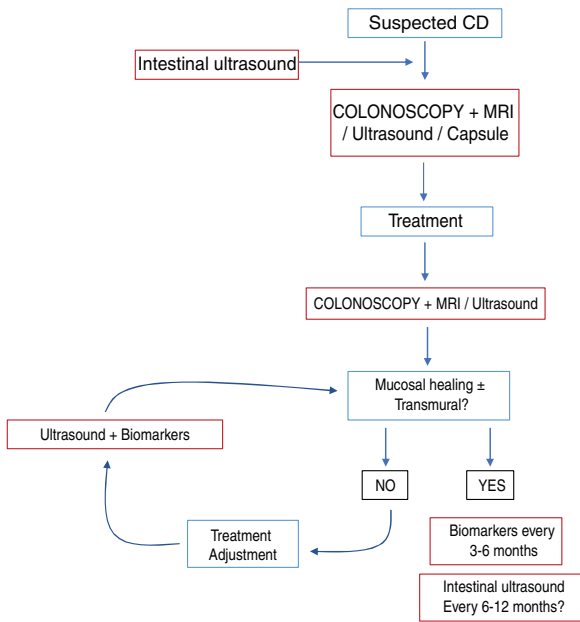 Suspected CD
Intestinal ultrasound
COLONOSCOPY + MRI
/ Ultrasound / Capsule
Treatment
COLONOSCOPY + MRI / Ultrasound
Mucosal healing ±
Transmural?
Ultrasound + Biomarkers
NO
YES
Treatment
Adjustment
Biomarkers every
3-6 months
Intestinal ultrasound
Every 6-12 months?